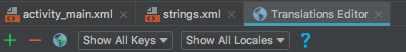 activity_main.xml strings.xml Translations Editor
Show All Keys Show All Locales ?